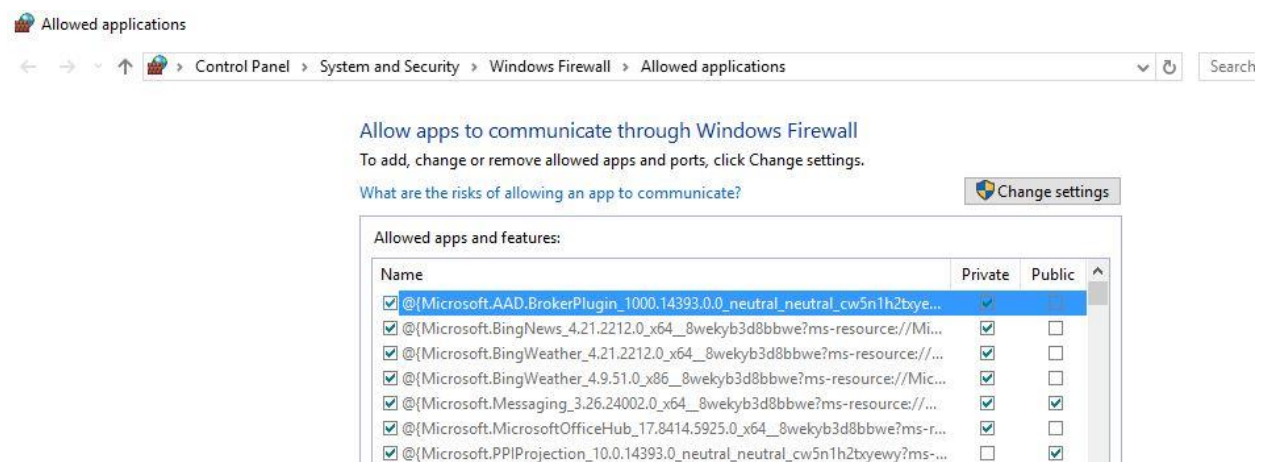 Allowed applications
Control Panel > System and Security > Windows Firewall > Allowed applications
Search
Allow apps to communicate through Windows Firewall
To add, change or remove allowed apps and ports, click Change settings.
What are the risks of allowing an app to communicate?
Change settings
Allowed apps and features:
Name Private Public
@{Microsoft.AAD.BrokerPlugin_1000.14393.0.0_neutral_neutral_cw5n1h2txye...
@{Microsoft.BingNews_4.21.2212.0_x64__8wekyb3d8bbwe?ms-resource://Mi...
@{Microsoft.BingWeather_4.21.2212.0_x64__8wekyb3d8bbwe?ms-resource://...
@{Microsoft.BingWeather_4.9.51.0_x86__8wekyb3d8bbwe?ms-resource://Mic...
@{Microsoft.Messaging_3.26.24002.0_x64__8wekyb3d8bbwe?ms-resource://...
@{Microsoft.MicrosoftOfficeHub_17.8414.5925.0_x64__8wekyb3d8bbwe?ms-r...
@{Microsoft.PPIProjection_10.0.14393.0_neutral_neutral_cw5n1h2txyewy?ms-...